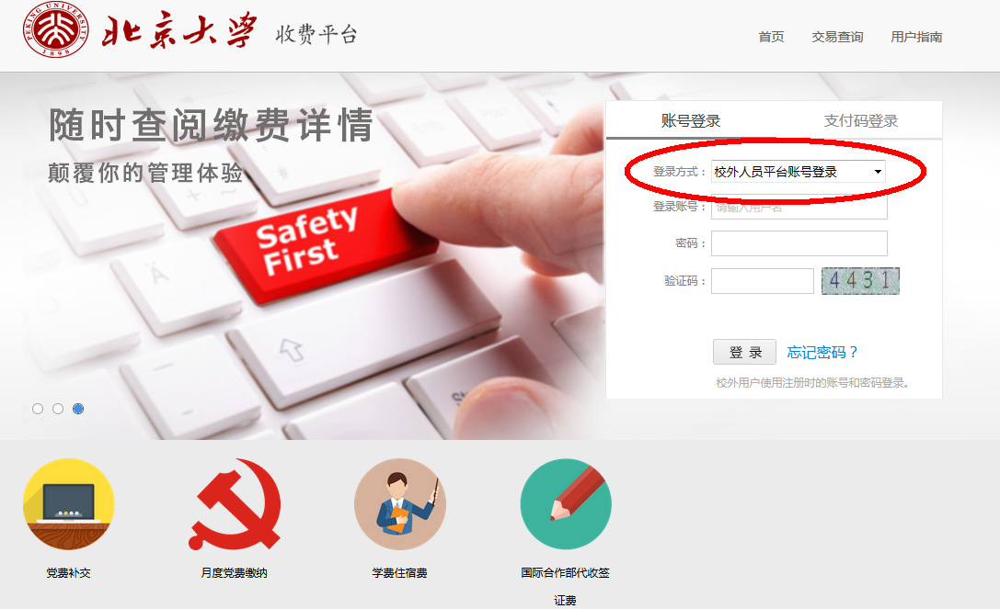 PEKING UNIVERSITY
1898
北京大学 收费平台
首页 交易查询 用户指南
随时查阅缴费详情
颠覆你的管理体验
Safety
First
账号登录 支付码登录
登录方式： 校外人员平台账号登录
登录账号： 请输入用户名
密码：
验证码： 4431
登 录 忘记密码？
校外用户使用注册时的账号和密码登录。
党费补交 月度党费缴纳 学费住宿费 国际合作部代收签
证费